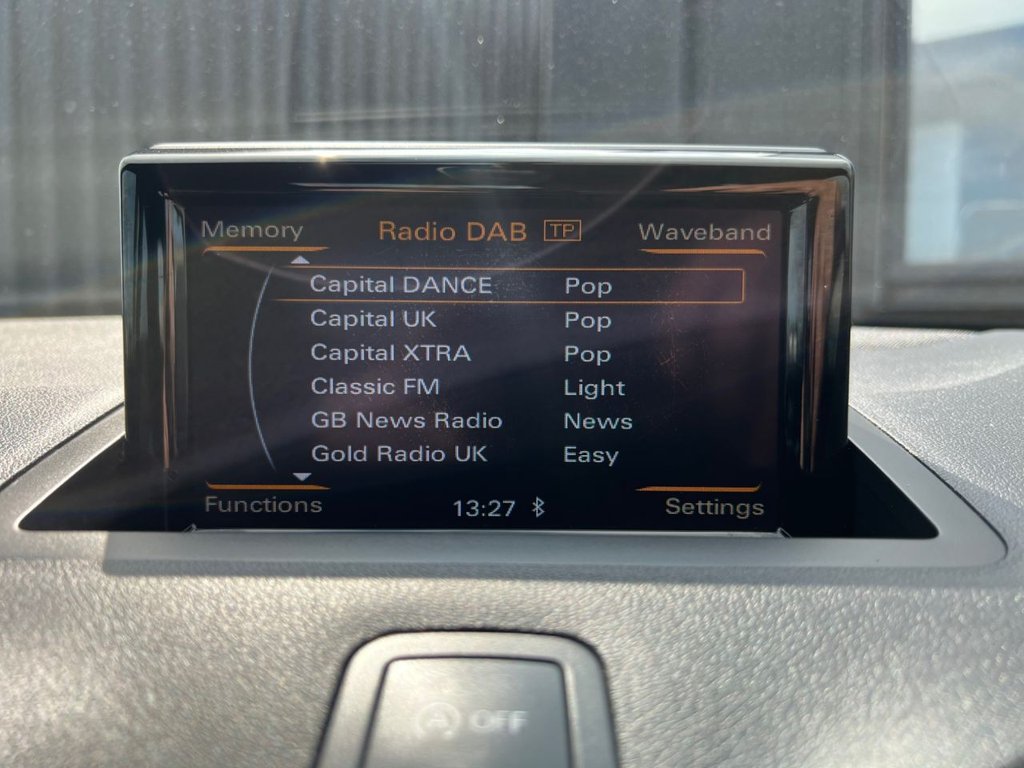 Memory Radio DAB TP Waveband
Capital DANCE Pop
Capital UK Pop
Capital XTRA Pop
Classic FM Light
GB News Radio News
Gold Radio UK Easy
Functions 13:27 Settings
A OFF